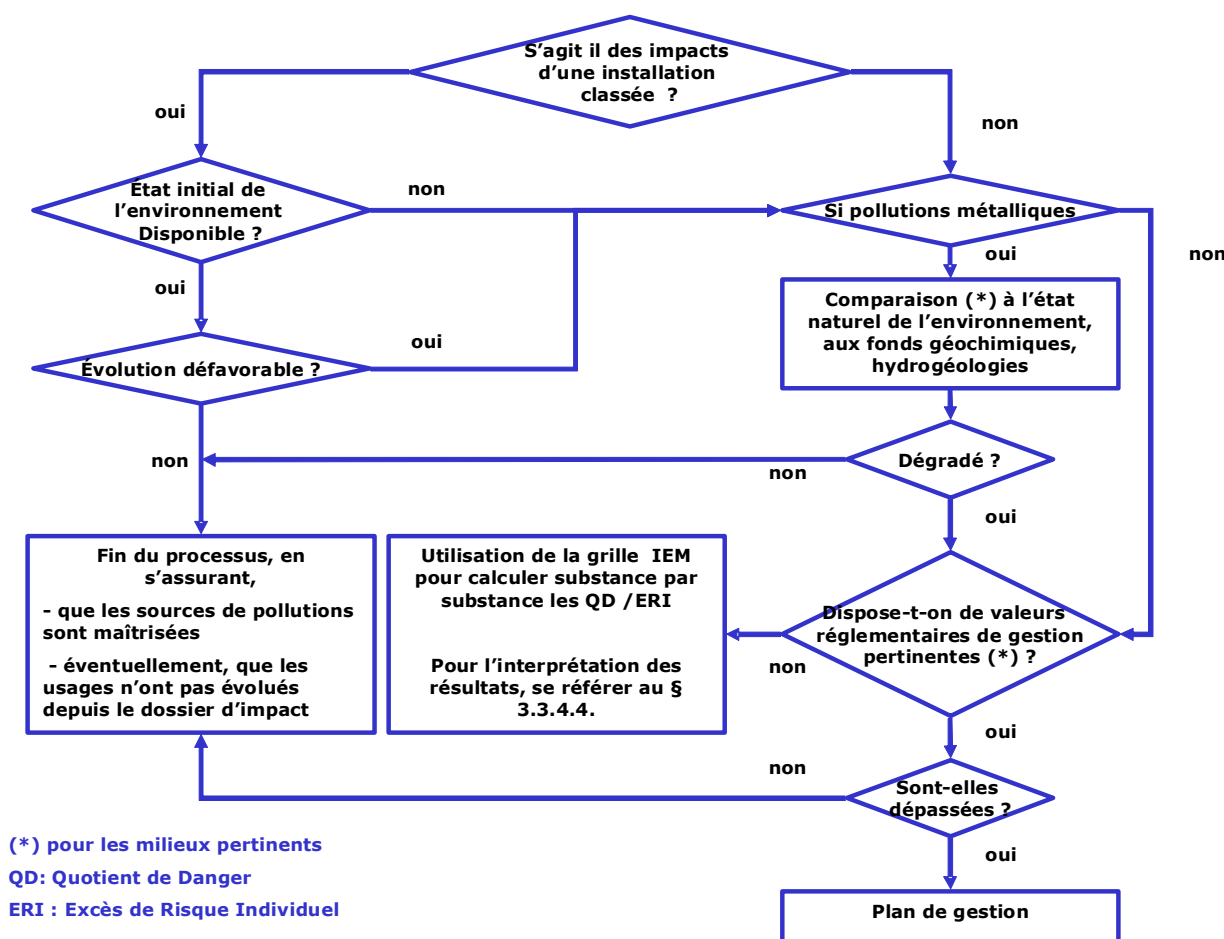 S'agit il des impacts
d'une installation
classée  ?
oui
non
État initial de
l'environnement
Disponible ?
non
Si pollutions métalliques
oui
non
oui
Comparaison (*) à l'état
naturel de l'environnement,
aux fonds géochimiques,
hydrogéologies
Évolution défavorable ?
oui
non
Dégradé ?
non
oui
Fin du processus, en
s'assurant,
- que les sources de pollutions
sont maîtrisées
- éventuellement, que les
usages n'ont pas évolués
depuis le dossier d'impact
Utilisation de la grille  IEM
pour calculer substance par
substance les QD /ERI
Pour l'interprétation des
résultats, se référer au §
3.3.4.4.
Dispose-t-on de valeurs
réglementaires de gestion
pertinentes (*) ?
non
oui
non
Sont-elles
dépassées ?
oui
(*) pour les milieux pertinents
QD: Quotient de Danger
ERI : Excès de Risque Individuel
Plan de gestion